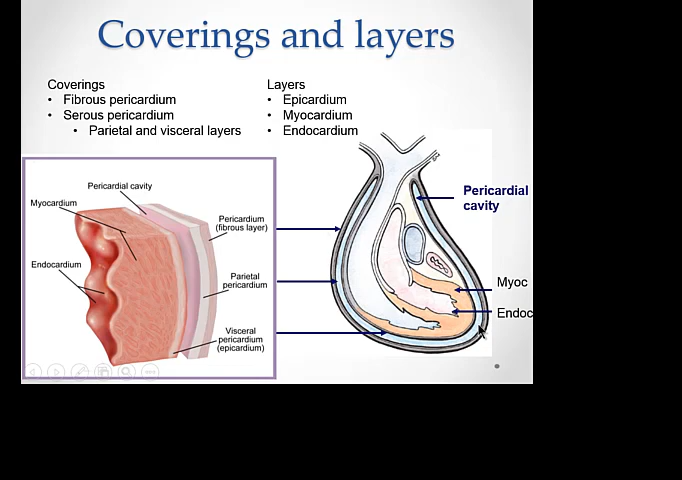 Coverings and layers
Coverings
• Fibrous pericardium
• Serous pericardium
• Parietal and visceral layers
Layers
• Epicardium
• Myocardium
• Endocardium
Pericardial cavity
Myocardium
Endocardium
Pericardium
(fibrous layer)
Parietal
pericardium
Visceral
pericardium
(epicardium)
Pericardial
cavity
Myoc
Endoc